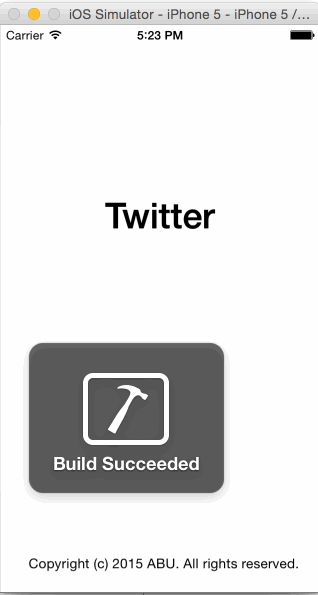 iOS Simulator - iPhone 5 - iPhone 5 /...
Carrier 5:23 PM
Twitter
Build Succeeded
Copyright (c) 2015 ABU. All rights reserved.